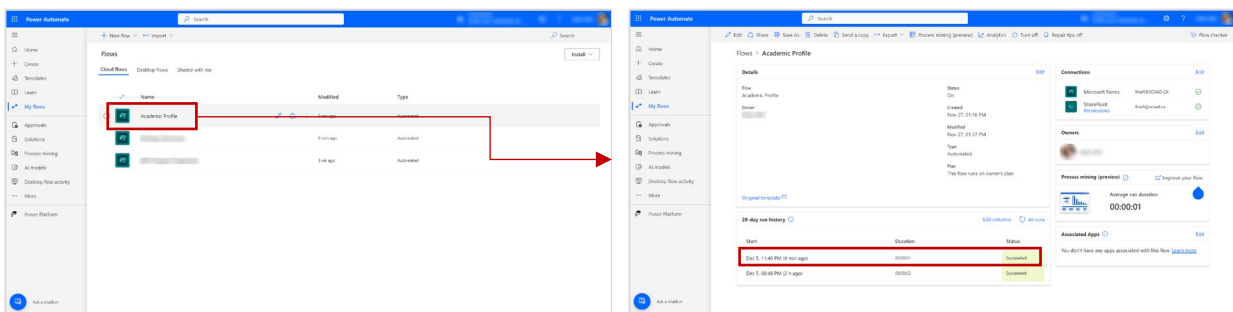 Power Automate
Search
New flow
Import
Search
Home
Create
Templates
Learn
My flows
Approvals
Solutions
Process mining
AI models
Desktop flow activity
More
Power Platform
Ask a chatbot
Flows
Install
Cloud flows Desktop flows Shared with me
Name Modified Type
Academic Profile Automated
9 min ago Automated
3 wk ago Automated
Power Automate
Search
Edit Share Save As Delete Send a copy Export Process mining (preview) Analytics Turn off Repair tips off Flow checker
Home
Create
Templates
Learn
My flows
Approvals
Solutions
Process mining
AI models
Desktop flow activity
More
Power Platform
Ask a chatbot
Flows > Academic Profile
Details Edit
Flow
Academic Profile
Owner
Status
On
Created
Nov 27, 01:36 PM
Modified
Nov 27, 01:37 PM
Type
Automated
Plan
This flow runs on owner's plan
Original template
28-day run history Edit columns All runs
Start Duration Status
Dec 5, 11:40 PM (4 min ago) 00:00:01 Succeeded
Dec 5, 08:48 PM (2 h ago) 00:00:02 Succeeded
Connections Edit
Microsoft Forms
SharePoint
Permissions
Owners Edit
Process mining (preview) Improve your flow
Average run duration
00:00:01
Associated Apps Edit
You don't have any apps associated with this flow. Learn more